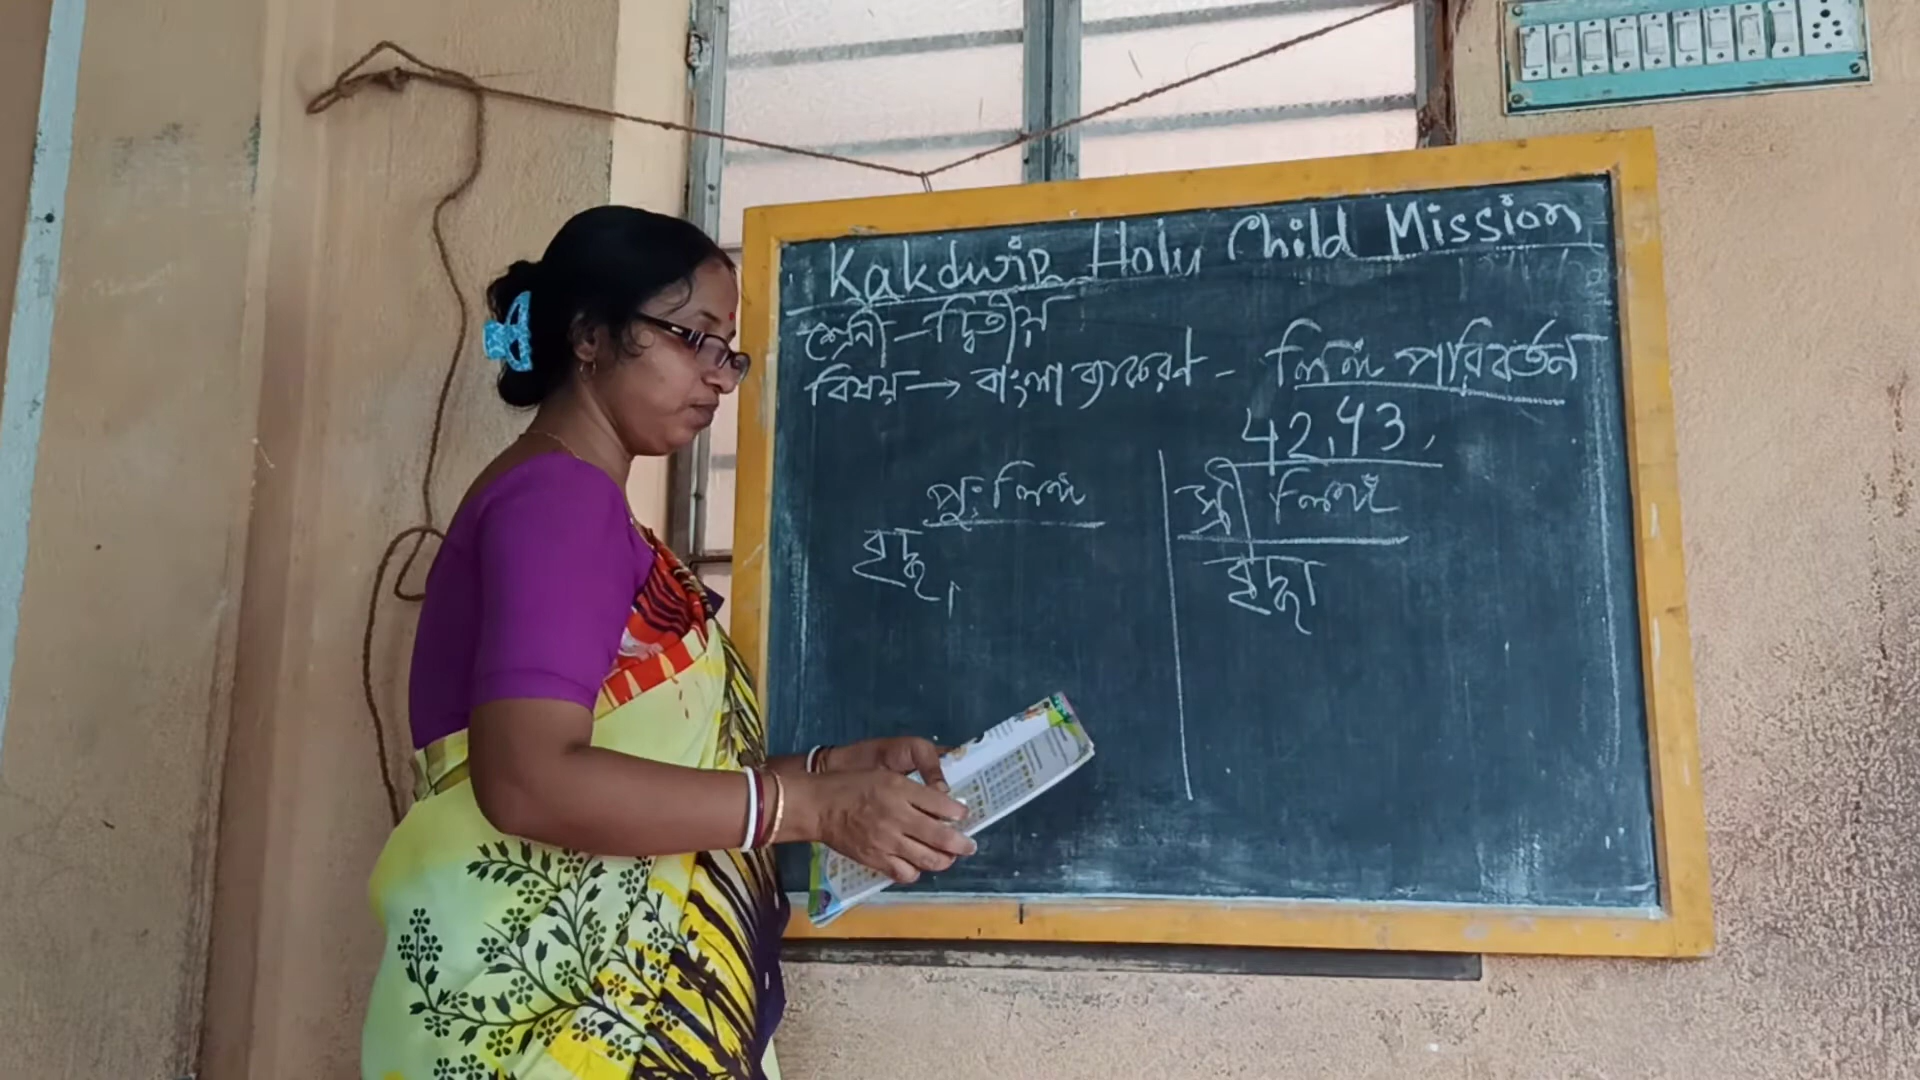 Kakdwip Holy Child Mission
শ্রেনী – দ্বিতীয়
বিষয় → বাংলা ব্যাকরণ - লিঙ্গ পরিবর্তন
42, 43,
পুং লিঙ্গ স্ত্রী লিঙ্গ
বৃদ্ধ, বৃদ্ধা